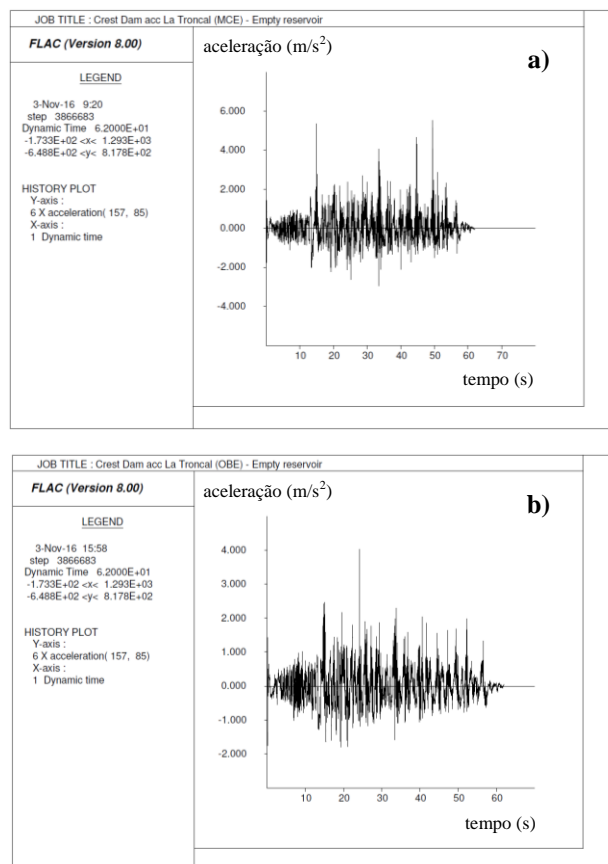 JOB TITLE : Crest Dam acc La Troncal (MCE) - Empty reservoir
FLAC (Version 8.00)
LEGEND
3-Nov-16 9:20
step 3866683
Dynamic Time 6.2000E+01
-1.733E+02 <x< 1.293E+03
-6.488E+02 <y< 8.178E+02
HISTORY PLOT
Y-axis :
6 X acceleration( 157, 85)
X-axis :
1 Dynamic time
aceleração (m/s²)
a)
6.000
4.000
2.000
0.000
-2.000
-4.000
10 20 30 40 50 60 70
tempo (s)
JOB TITLE : Crest Dam acc La Troncal (OBE) - Empty reservoir
FLAC (Version 8.00)
LEGEND
3-Nov-16 15:58
step 3866683
Dynamic Time 6.2000E+01
-1.733E+02 <x< 1.293E+03
-6.488E+02 <y< 8.178E+02
HISTORY PLOT
Y-axis :
6 X acceleration( 157, 85)
X-axis :
1 Dynamic time
aceleração (m/s²)
b)
4.000
3.000
2.000
1.000
0.000
-1.000
-2.000
10 20 30 40 50 60
tempo (s)